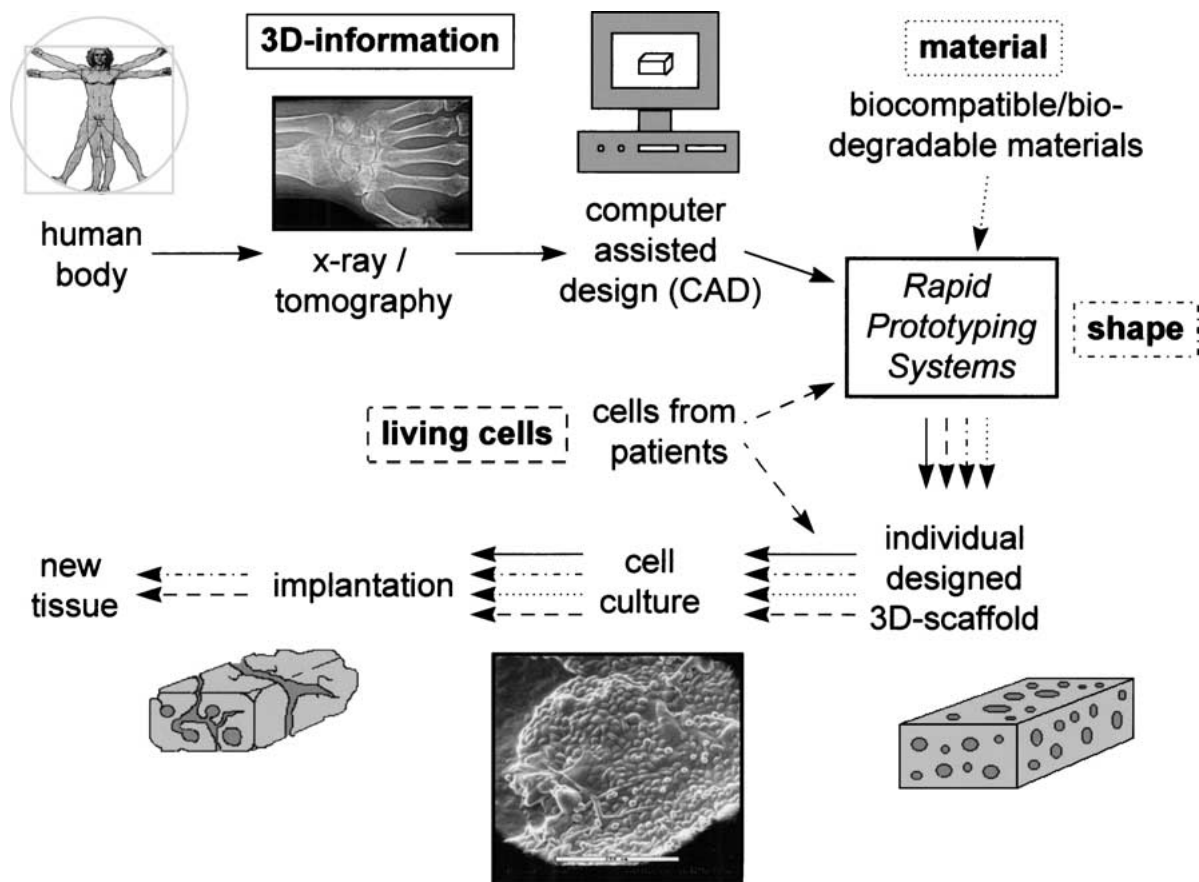 3D-information
material
biocompatible/bio-
degradable materials
human
body
x-ray /
tomography
computer
assisted
design (CAD)
Rapid
Prototyping
Systems
shape
living cells
cells from
patients
individual
designed
3D-scaffold
cell
culture
implantation
new
tissue